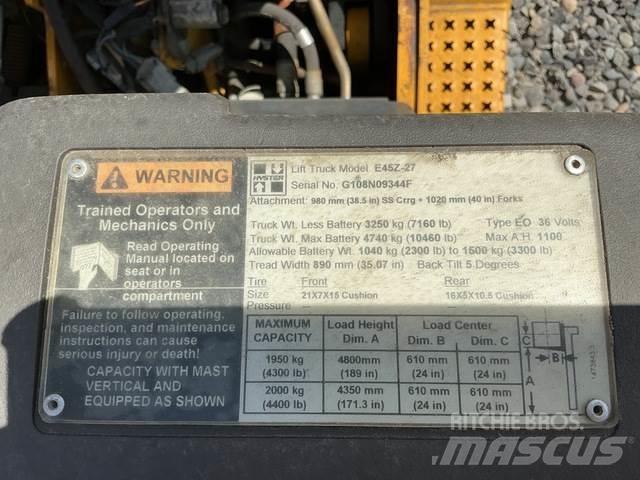 WARNING
Trained Operators and
Mechanics Only
Read Operating
Manual located on
seat or in
operators
compartment
Failure to follow operating,
inspection, and maintenance
instructions can cause
serious injury or death!
CAPACITY WITH MAST
VERTICAL AND
EQUIPPED AS SHOWN
HYSTER
Lift Truck Model E45Z-27
Serial No. G108N09344F
Attachment: 980 mm (38.5 in) SS Crrg + 1020 mm (40 in) Forks
Truck Wt. Less Battery 3250 kg (7160 lb) Type EO 36 Volts
Truck Wt. Max Battery 4740 kg (10460 lb) Max A.H. 1100
Allowable Battery Wt. 1040 kg (2300 lb) to 1500 kg (3300 lb)
Tread Width 890 mm (35.07 in) Back Tilt 5 Degrees
Tire Front Rear
Size 21X7X15 Cushion 16X5X10.5 Cushion
Pressure
MAXIMUM CAPACITY Load Height Dim. A Load Center Dim. B Dim. C
1950 kg (4300 lb) 4800mm (189 in) 610 mm (24 in) 610 mm (24 in)
2000 kg (4400 lb) 4350 mm (171.3 in) 610 mm (24 in) 610 mm (24 in)
C
B
A
RITCHIE BROS.
MASCUS